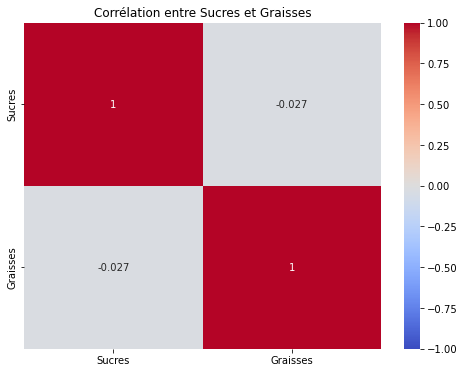 Corrélation entre Sucres et Graisses
Sucres
1
-0.027
Graisses
-0.027
1
Sucres
Graisses
1.00
0.75
0.50
0.25
0.00
-0.25
-0.50
-0.75
-1.00